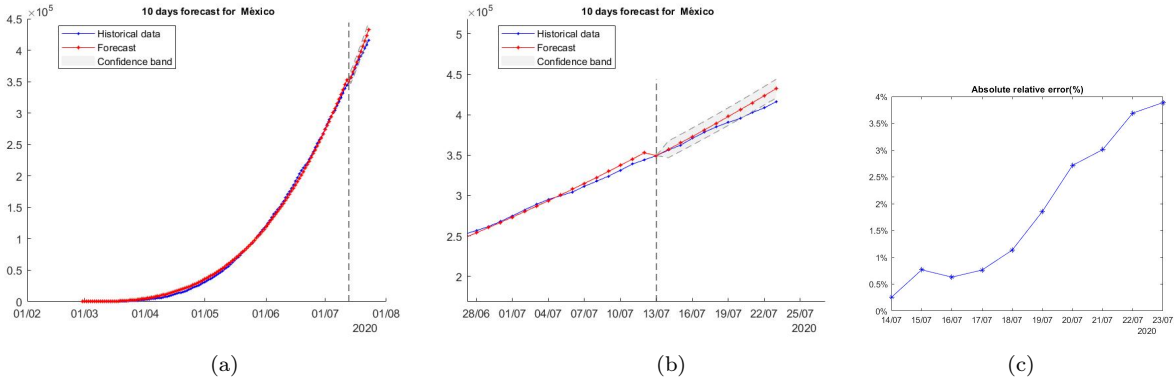 10 days forecast for México
×10⁵
4.5
4
3.5
3
2.5
2
1.5
1
0.5
0
Historical data
Forecast
Confidence band
01/02 01/03 01/04 01/05 01/06 01/07 01/08
2020
(a)
10 days forecast for México
×10⁵
5
4.5
4
3.5
3
2.5
2
Historical data
Forecast
Confidence band
28/06 01/07 04/07 07/07 10/07 13/07 16/07 19/07 22/07 25/07
2020
(b)
Absolute relative error(%)
4%
3.5%
3%
2.5%
2%
1.5%
1%
0.5%
0%
14/07 15/07 16/07 17/07 18/07 19/07 20/07 21/07 22/07 23/07
2020
(c)